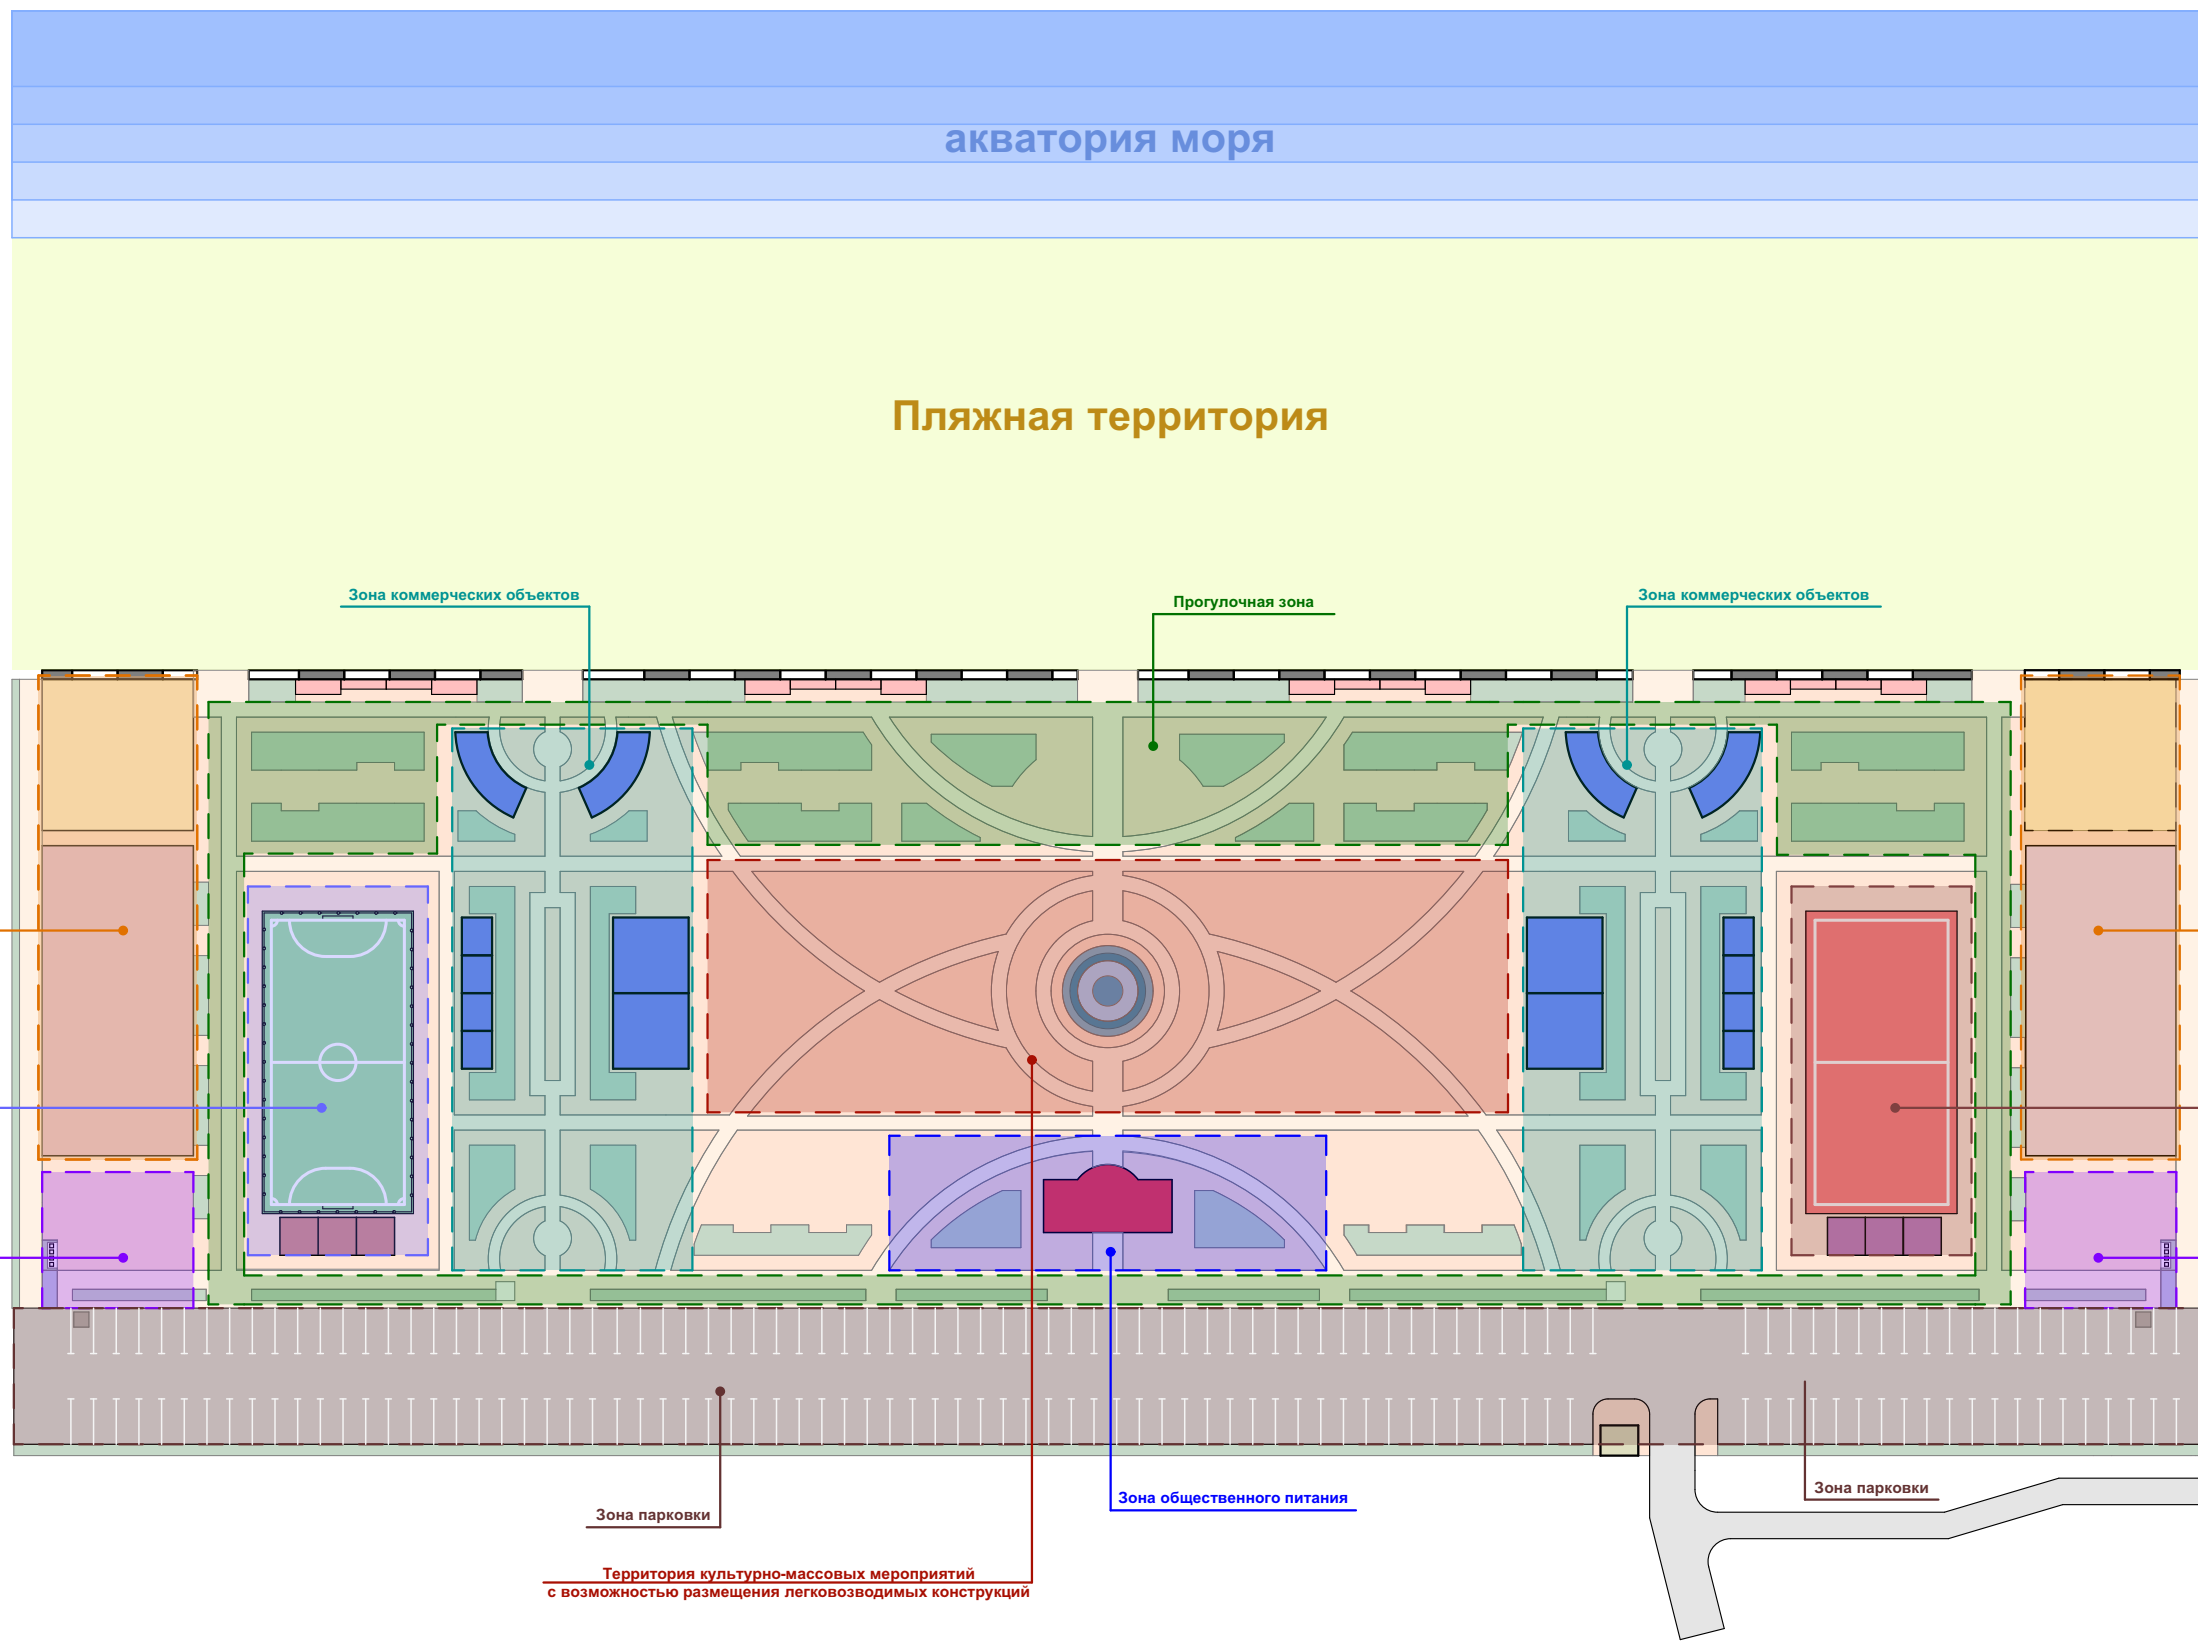 акватория моря
Пляжная территория
Зона коммерческих объектов
Прогулочная зона
Зона коммерческих объектов
Зона парковки
Зона общественного питания
Зона парковки
Территория культурно-массовых мероприятий
с возможностью размещения легковозводимых конструкций